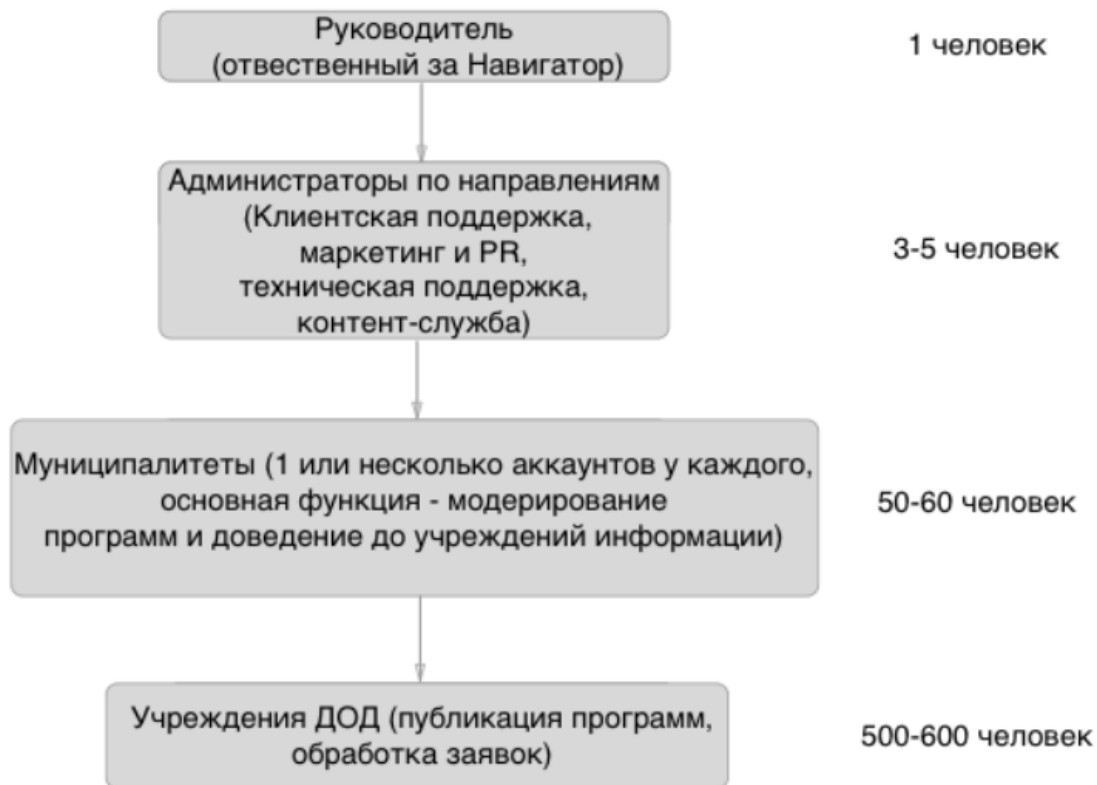 Руководитель
(отвественный за Навигатор)
1 человек
Администраторы по направлениям
(Клиентская поддержка,
маркетинг и PR,
техническая поддержка,
контент-служба)
3-5 человек
Муниципалитеты (1 или несколько аккаунтов у каждого,
основная функция - модерирование
программ и доведение до учреждений информации)
50-60 человек
Учреждения ДОД (публикация программ,
обработка заявок)
500-600 человек